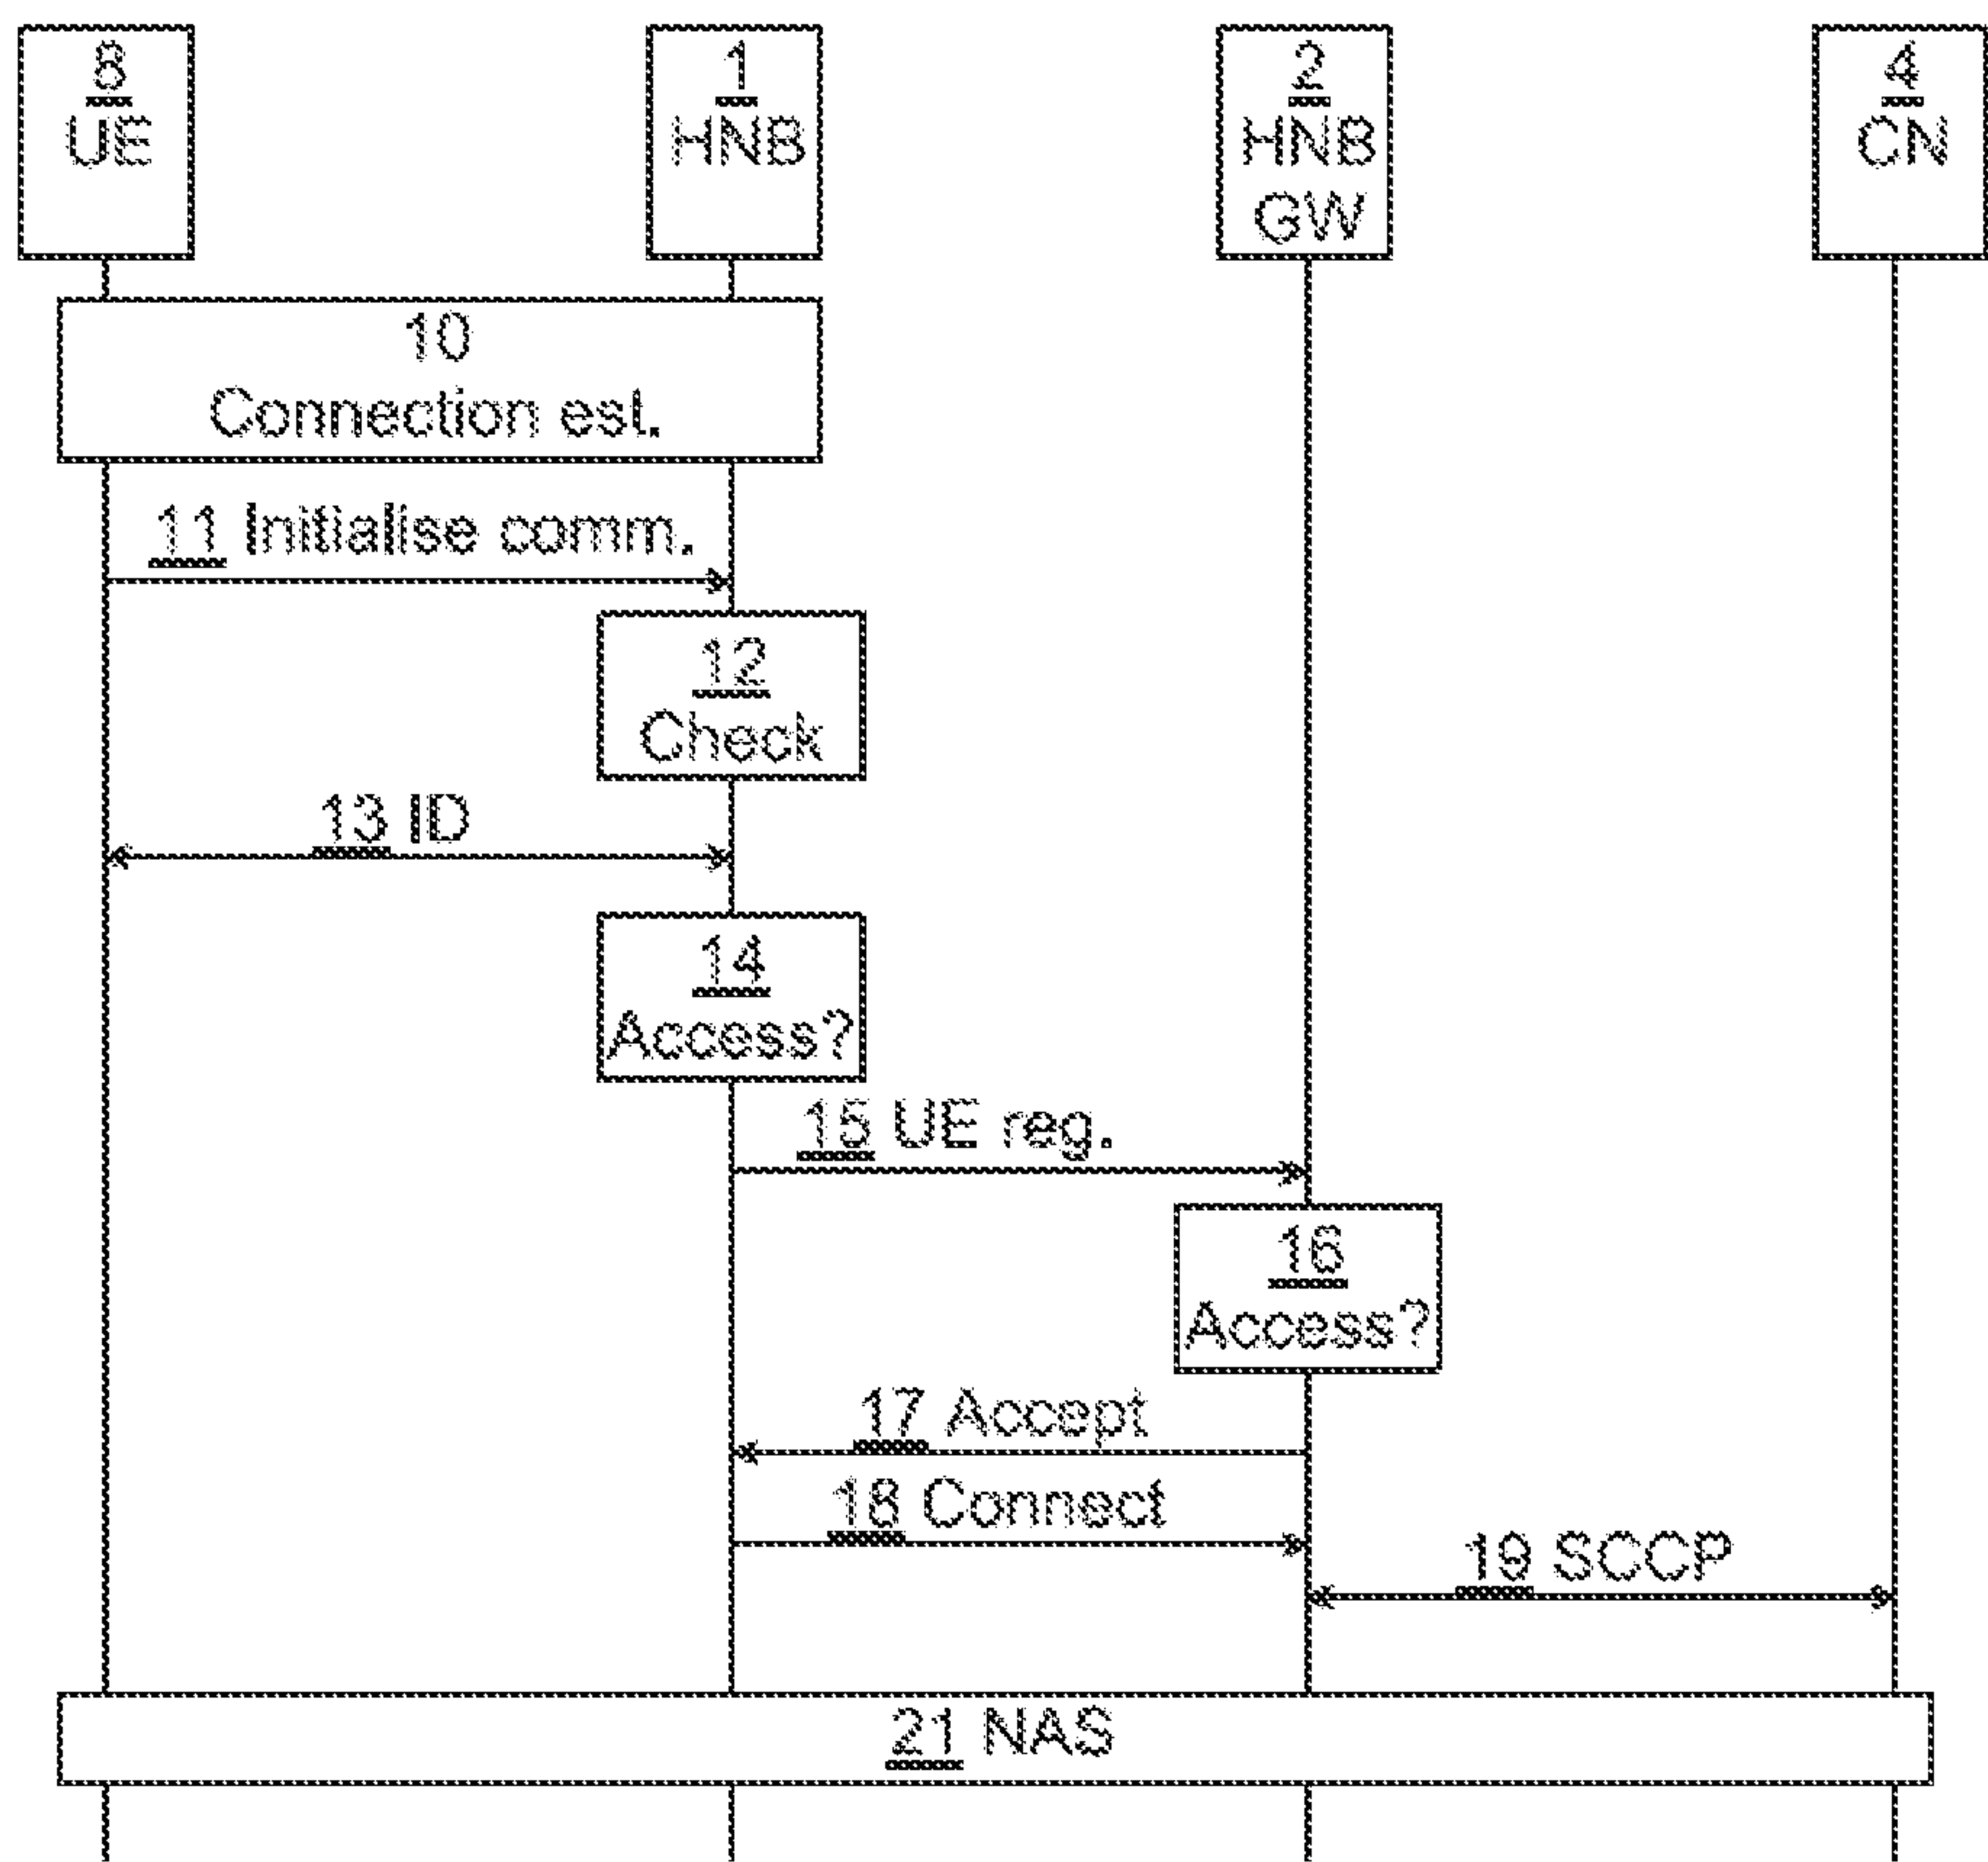 8
UE
1
HNB
2
HNB
GW
4
CN
10
Connection est.
11 Initialise comm.
12
Check
13 ID
14
Access?
15 UE reg.
16
Access?
17 Accept
18 Connect
19 SCCP
21 NAS